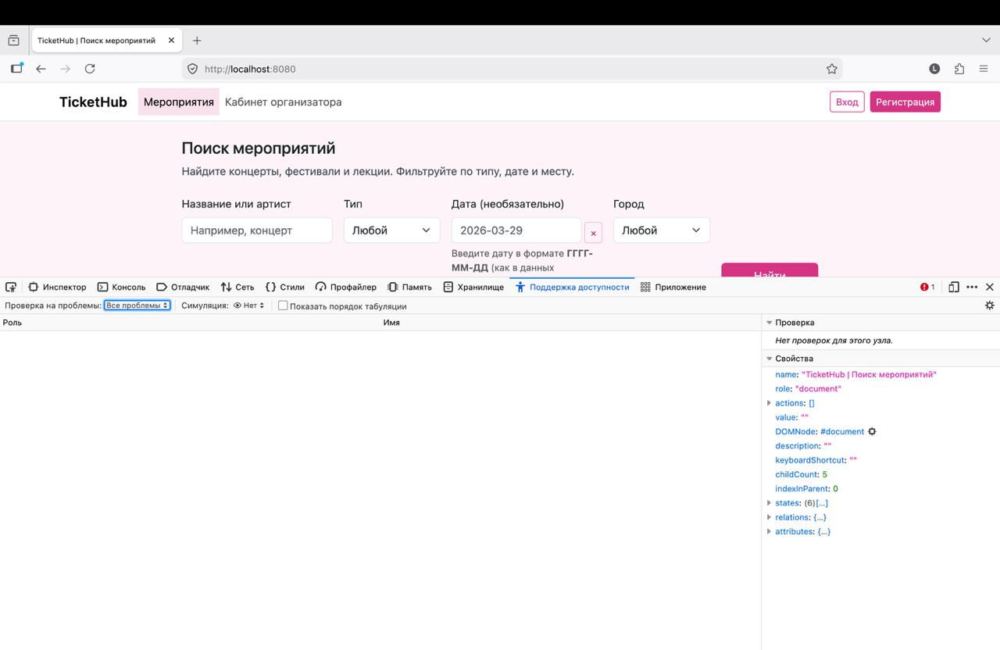 TicketHub | Поиск мероприятий
http://localhost:8080
L
TicketHub Мероприятия Кабинет организатора Вход Регистрация
Поиск мероприятий
Найдите концерты, фестивали и лекции. Фильтруйте по типу, дате и месту.
Название или артист Тип Дата (необязательно) Город
Например, концерт Любой 2026-03-29 × Любой
Введите дату в формате ГГГГ-
ММ-ДД (как в данных
Найти
Инспектор Консоль Отладчик Сеть Стили Профайлер Память Хранилище Поддержка доступности Приложение 1
Проверка на проблемы: Все проблемы Симуляция: Нет Показать порядок табуляции
Роль Имя Проверка
Нет проверок для этого узла.
Свойства
name: "TicketHub | Поиск мероприятий"
role: "document"
actions: []
value: ""
DOMNode: #document
description: ""
keyboardShortcut: ""
childCount: 5
indexInParent: 0
states: (6)[…]
relations: {…}
attributes: {…}